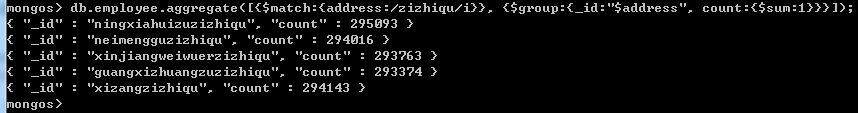 mongos> db.employee.aggregate([{$match:{address:/zizhiqu/i}}, {$group:{_id:"$address", count:{$sum:1}}}]);
{ "_id" : "ningxiahuizuzizhiqu", "count" : 295093 }
{ "_id" : "neimengguzizhiqu", "count" : 294016 }
{ "_id" : "xinjiangweiwuerzizhiqu", "count" : 293763 }
{ "_id" : "guangxizhuangzuzizhiqu", "count" : 293374 }
{ "_id" : "xizangzizhiqu", "count" : 294143 }
mongos>